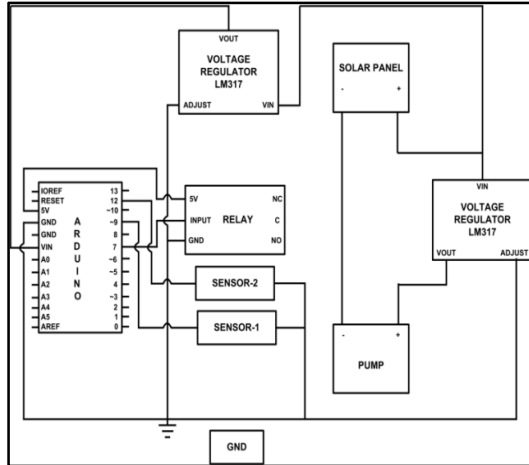 VOUT
VOLTAGE
REGULATOR
LM317
ADJUST
VIN
SOLAR PANEL
-
+
VIN
VOLTAGE
REGULATOR
LM317
VOUT
ADJUST
IOREF
RESET
5V
GND
GND
VIN
A0
A1
A2
A3
A4
A5
AREF
ARDUINO
13
12
~10
~9
8
7
~6
~5
4
~3
2
1
0
5V
NC
INPUT
RELAY
C
GND
NO
SENSOR-2
SENSOR-1
-
+
PUMP
GND